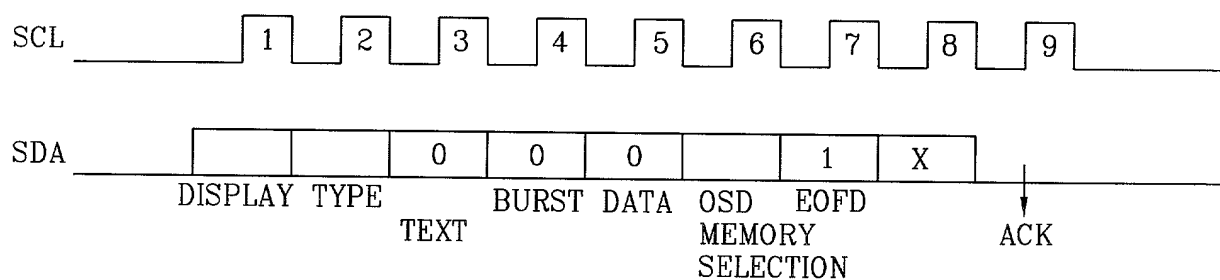 SCL 1 2 3 4 5 6 7 8 9
SDA 0 0 0 1 X
DISPLAY TYPE BURST DATA OSD EOFD
TEXT MEMORY ACK
SELECTION